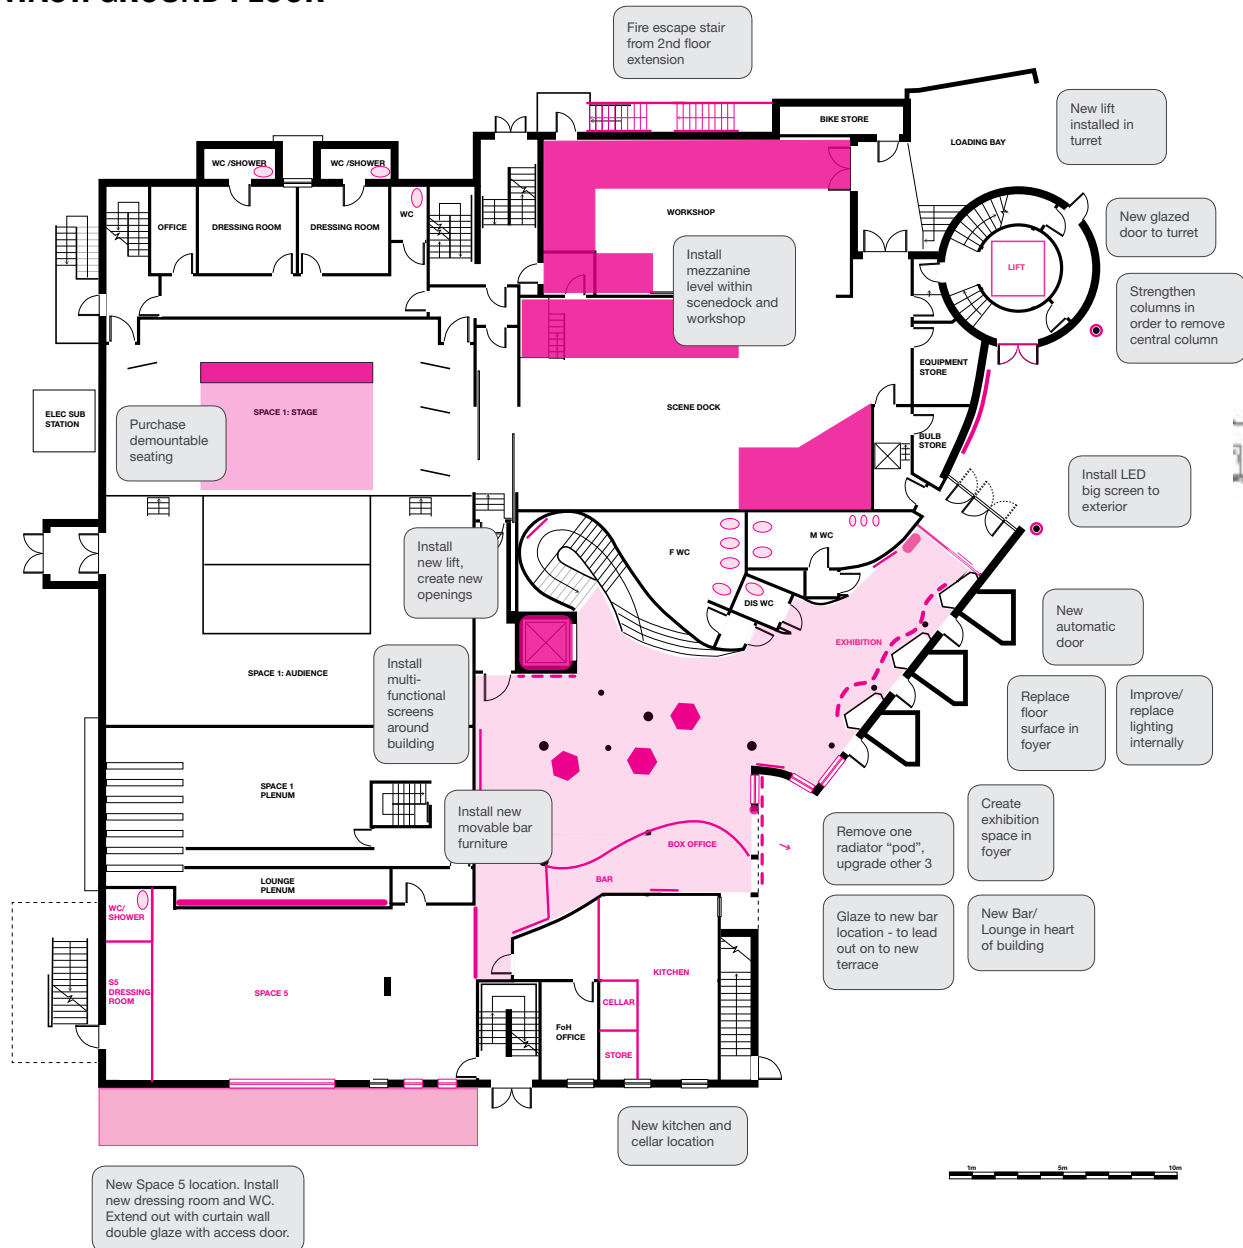 GROUND FLOOR
Fire escape stair
from 2nd floor
extension
BIKE STORE
LOADING BAY
New lift
installed in
turret
WC /SHOWER
WC /SHOWER
WC
OFFICE
DRESSING ROOM
DRESSING ROOM
WORKSHOP
New glazed
door to turret
Install
mezzanine
level within
scenedock and
workshop
LIFT
Strengthen
columns in
order to remove
central column
EQUIPMENT
STORE
ELEC SUB
STATION
SPACE 1: STAGE
Purchase
demountable
seating
SCENE DOCK
BULB
STORE
Install LED
big screen to
exterior
Install
new lift,
create new
openings
F WC
M WC
DIS WC
New
automatic
door
EXHIBITION
SPACE 1: AUDIENCE
Install
multi-
functional
screens
around
building
Replace
floor
surface in
foyer
Improve/
replace
lighting
internally
SPACE 1
PLENUM
Install new
movable bar
furniture
BOX OFFICE
Remove one
radiator “pod”,
upgrade other 3
Create
exhibition
space in
foyer
LOUNGE
PLENUM
BAR
WC/
SHOWER
Glaze to new bar
location - to lead
out on to new
terrace
New Bar/
Lounge in heart
of building
S5
DRESSING
ROOM
SPACE 5
KITCHEN
CELLAR
FoH
OFFICE
STORE
New kitchen and
cellar location
1m 5m 10m
New Space 5 location. Install
new dressing room and WC.
Extend out with curtain wall
double glaze with access door.